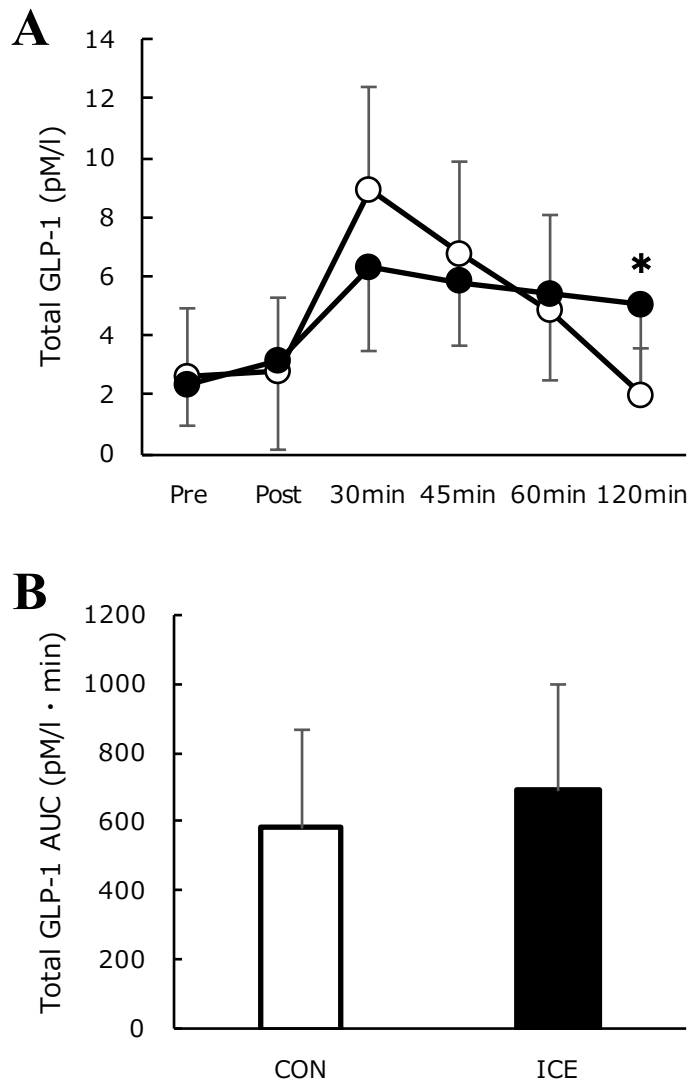 A
Total GLP-1 (pM/l)
14
12
10
8
6
4
2
0
*
Pre Post 30min 45min 60min 120min
B
Total GLP-1 AUC (pM/l・min)
1200
1000
800
600
400
200
0
CON ICE